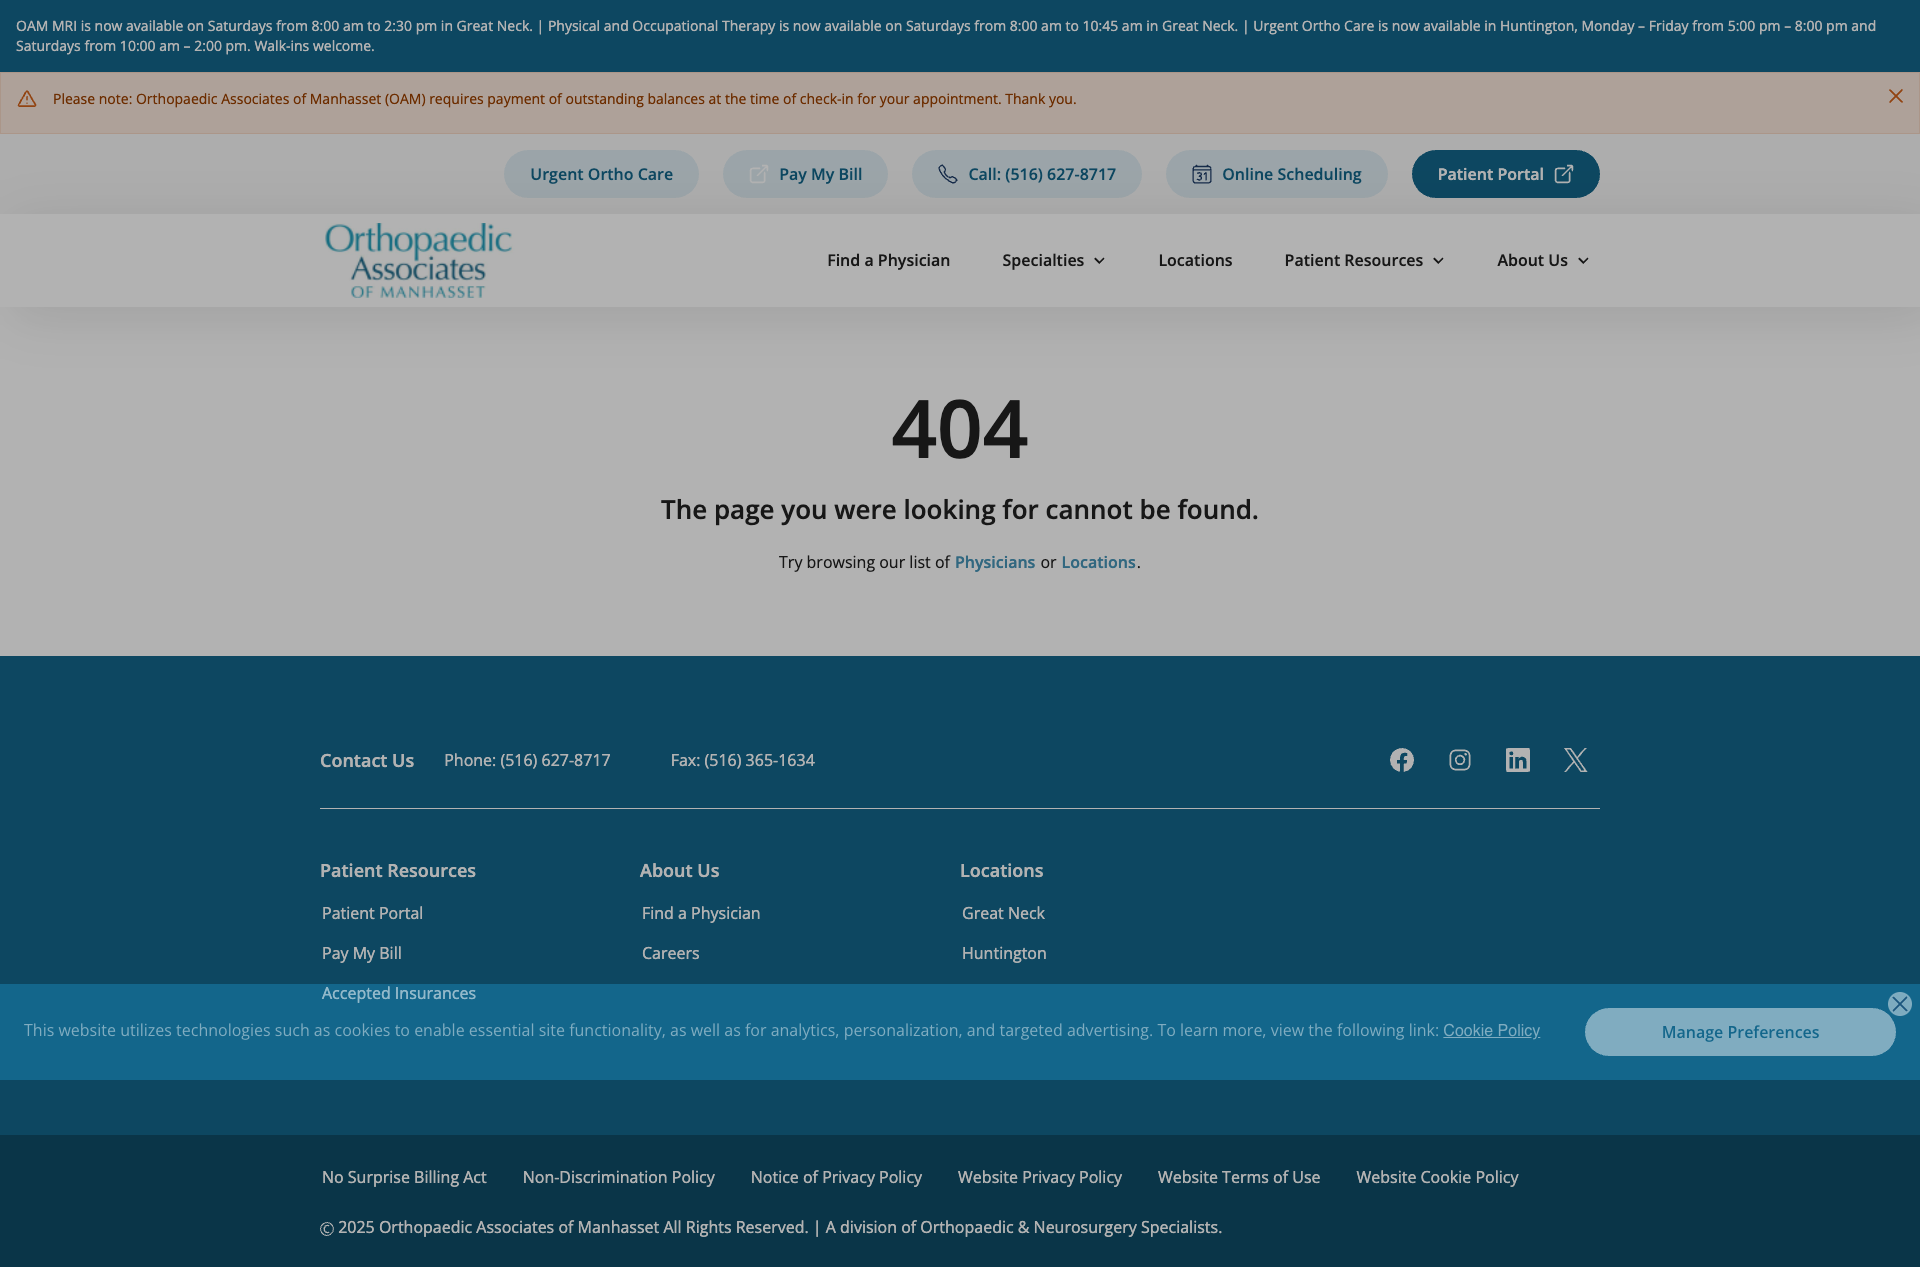 OAM MRI is now available on Saturdays from 8:00 am to 2:30 pm in Great Neck. | Physical and Occupational Therapy is now available on Saturdays from 8:00 am to 10:45 am in Great Neck. | Urgent Ortho Care is now available in Huntington, Monday – Friday from 5:00 pm – 8:00 pm and
Saturdays from 10:00 am – 2:00 pm. Walk-ins welcome.
Please note: Orthopaedic Associates of Manhasset (OAM) requires payment of outstanding balances at the time of check-in for your appointment. Thank you.
Urgent Ortho Care
Pay My Bill
Call: (516) 627-8717
31
Online Scheduling
Patient Portal
Orthopaedic
Associates
OF MANHASSET
Find a Physician
Specialties
Locations
Patient Resources
About Us
404
The page you were looking for cannot be found.
Try browsing our list of Physicians or Locations.
Contact Us
Phone: (516) 627-8717
Fax: (516) 365-1634
Patient Resources
About Us
Locations
Patient Portal
Find a Physician
Great Neck
Pay My Bill
Careers
Huntington
Accepted Insurances
This website utilizes technologies such as cookies to enable essential site functionality, as well as for analytics, personalization, and targeted advertising. To learn more, view the following link: Cookie Policy
Manage Preferences
No Surprise Billing Act
Non-Discrimination Policy
Notice of Privacy Policy
Website Privacy Policy
Website Terms of Use
Website Cookie Policy
© 2025 Orthopaedic Associates of Manhasset All Rights Reserved. | A division of Orthopaedic & Neurosurgery Specialists.